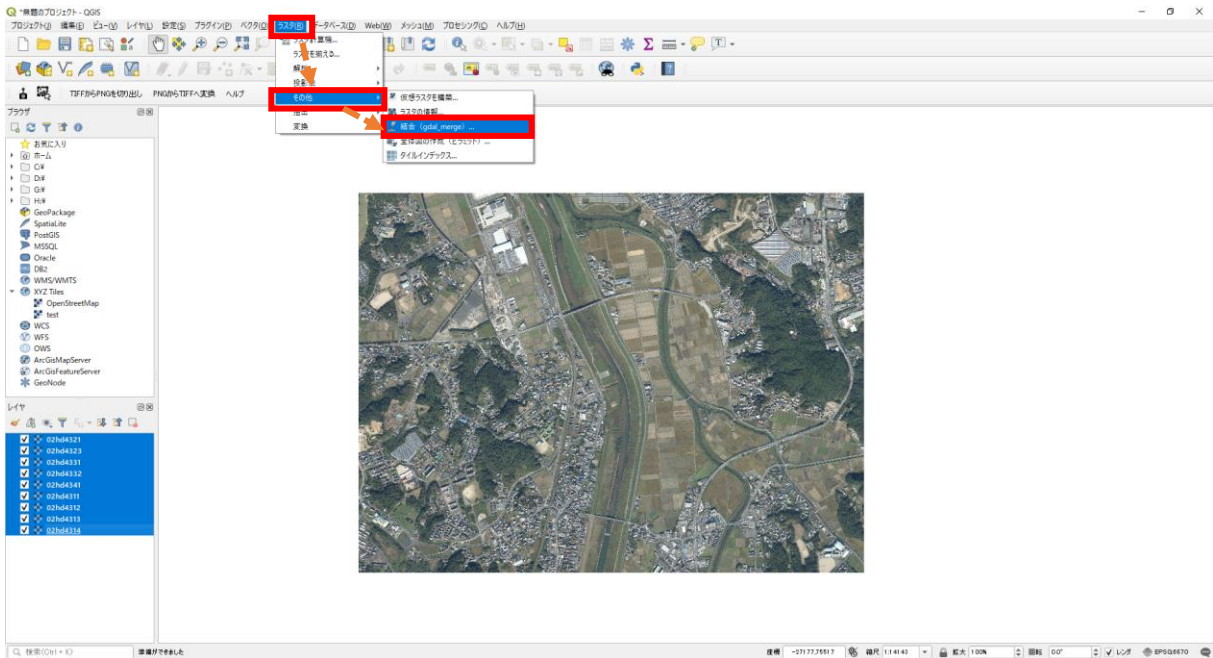 *無題のプロジェクト - QGIS
プロジェクト(J) 編集(E) ビュー(V) レイヤ(L) 設定(S) プラグイン(P) ベクタ(O) ラスタ(R) データベース(D) Web(W) メッシュ(M) プロセシング(C) ヘルプ(H)
ラスタを揃える...
その他
変換
仮想ラスタを構築...
ラスタの情報...
結合 (gdal_merge) ...
タイルインデックス...
TIFFからPNGを切り出し PNGからTIFFへ変換 ヘルプ
ブラウザ
お気に入り
ホーム
C:¥
D:¥
G:¥
H:¥
GeoPackage
SpatiaLite
PostGIS
MSSQL
Oracle
DB2
WMS/WMTS
XYZ Tiles
OpenStreetMap
test
WCS
WFS
OWS
ArcGisMapServer
ArcGisFeatureServer
GeoNode
レイヤ
02hd4321
02hd4323
02hd4331
02hd4332
02hd4341
02hd4311
02hd4312
02hd4313
02hd4314
検索(Ctrl + K) 準備ができました 座標 -27177,75517 縮尺 1:14143 拡大 100% 回転 0.0° レンダ EPSG:6670